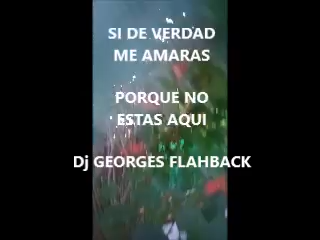 SI DE VERDAD
ME AMARAS
PORQUE NO
ESTAS AQUI
Dj GEORGES FLAHBACK